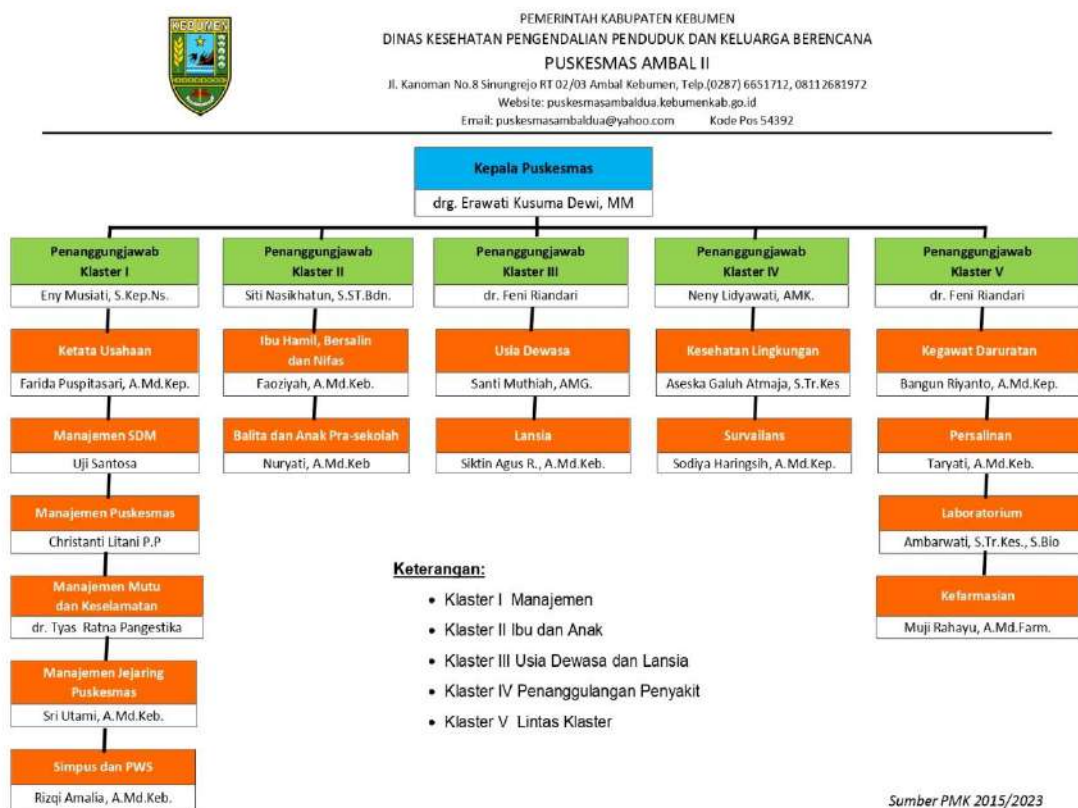 KEBUMEN
PEMERINTAH KABUPATEN KEBUMEN
DINAS KESEHATAN PENGENDALIAN PENDUDUK DAN KELUARGA BERENCANA
PUSKESMAS AMBAL II
Jl. Kanoman No.8 Sinungrejo RT 02/03 Ambal Kebumen, Telp.(0287) 6651712, 08112681972
Website: puskesmasambaldua.kebumenkab.go.id
Email: puskesmasambaldua@yahoo.com Kode Pos 54392
Kepala Puskesmas
drg. Erawati Kusuma Dewi, MM
Penanggungjawab
Klaster I
Eny Musiati, S.Kep.Ns.
Ketata Usahaan
Farida Puspitasari, A.Md.Kep.
Manajemen SDM
Uji Santosa
Manajemen Puskesmas
Christanti Litani P.P
Manajemen Mutu
dan Keselamatan
dr. Tyas Ratna Pangestika
Manajemen Jejaring
Puskesmas
Sri Utami, A.Md.Keb.
Simpus dan PWS
Rizqi Amalia, A.Md.Keb.
Penanggungjawab
Klaster II
Siti Nasikhatun, S.ST.Bdn.
Ibu Hamil, Bersalin
dan Nifas
Faoziyah, A.Md.Keb.
Balita dan Anak Pra-sekolah
Nuryati, A.Md.Keb
Penanggungjawab
Klaster III
dr. Feni Riandari
Usia Dewasa
Santi Muthiah, AMG.
Lansia
Siktin Agus R., A.Md.Keb.
Penanggungjawab
Klaster IV
Neny Lidyawati, AMK.
Kesehatan Lingkungan
Aseska Galuh Atmaja, S.Tr.Kes
Survailans
Sodiya Haringsih, A.Md.Kep.
Penanggungjawab
Klaster V
dr. Feni Riandari
Kegawat Daruratan
Bangun Riyanto, A.Md.Kep.
Persalinan
Taryati, A.Md.Keb.
Laboratorium
Ambarwati, S.Tr.Kes., S.Bio
Kefarmasian
Muji Rahayu, A.Md.Farm.
Keterangan:
• Klaster I Manajemen
• Klaster II Ibu dan Anak
• Klaster III Usia Dewasa dan Lansia
• Klaster IV Penanggulangan Penyakit
• Klaster V Lintas Klaster
Sumber PMK 2015/2023